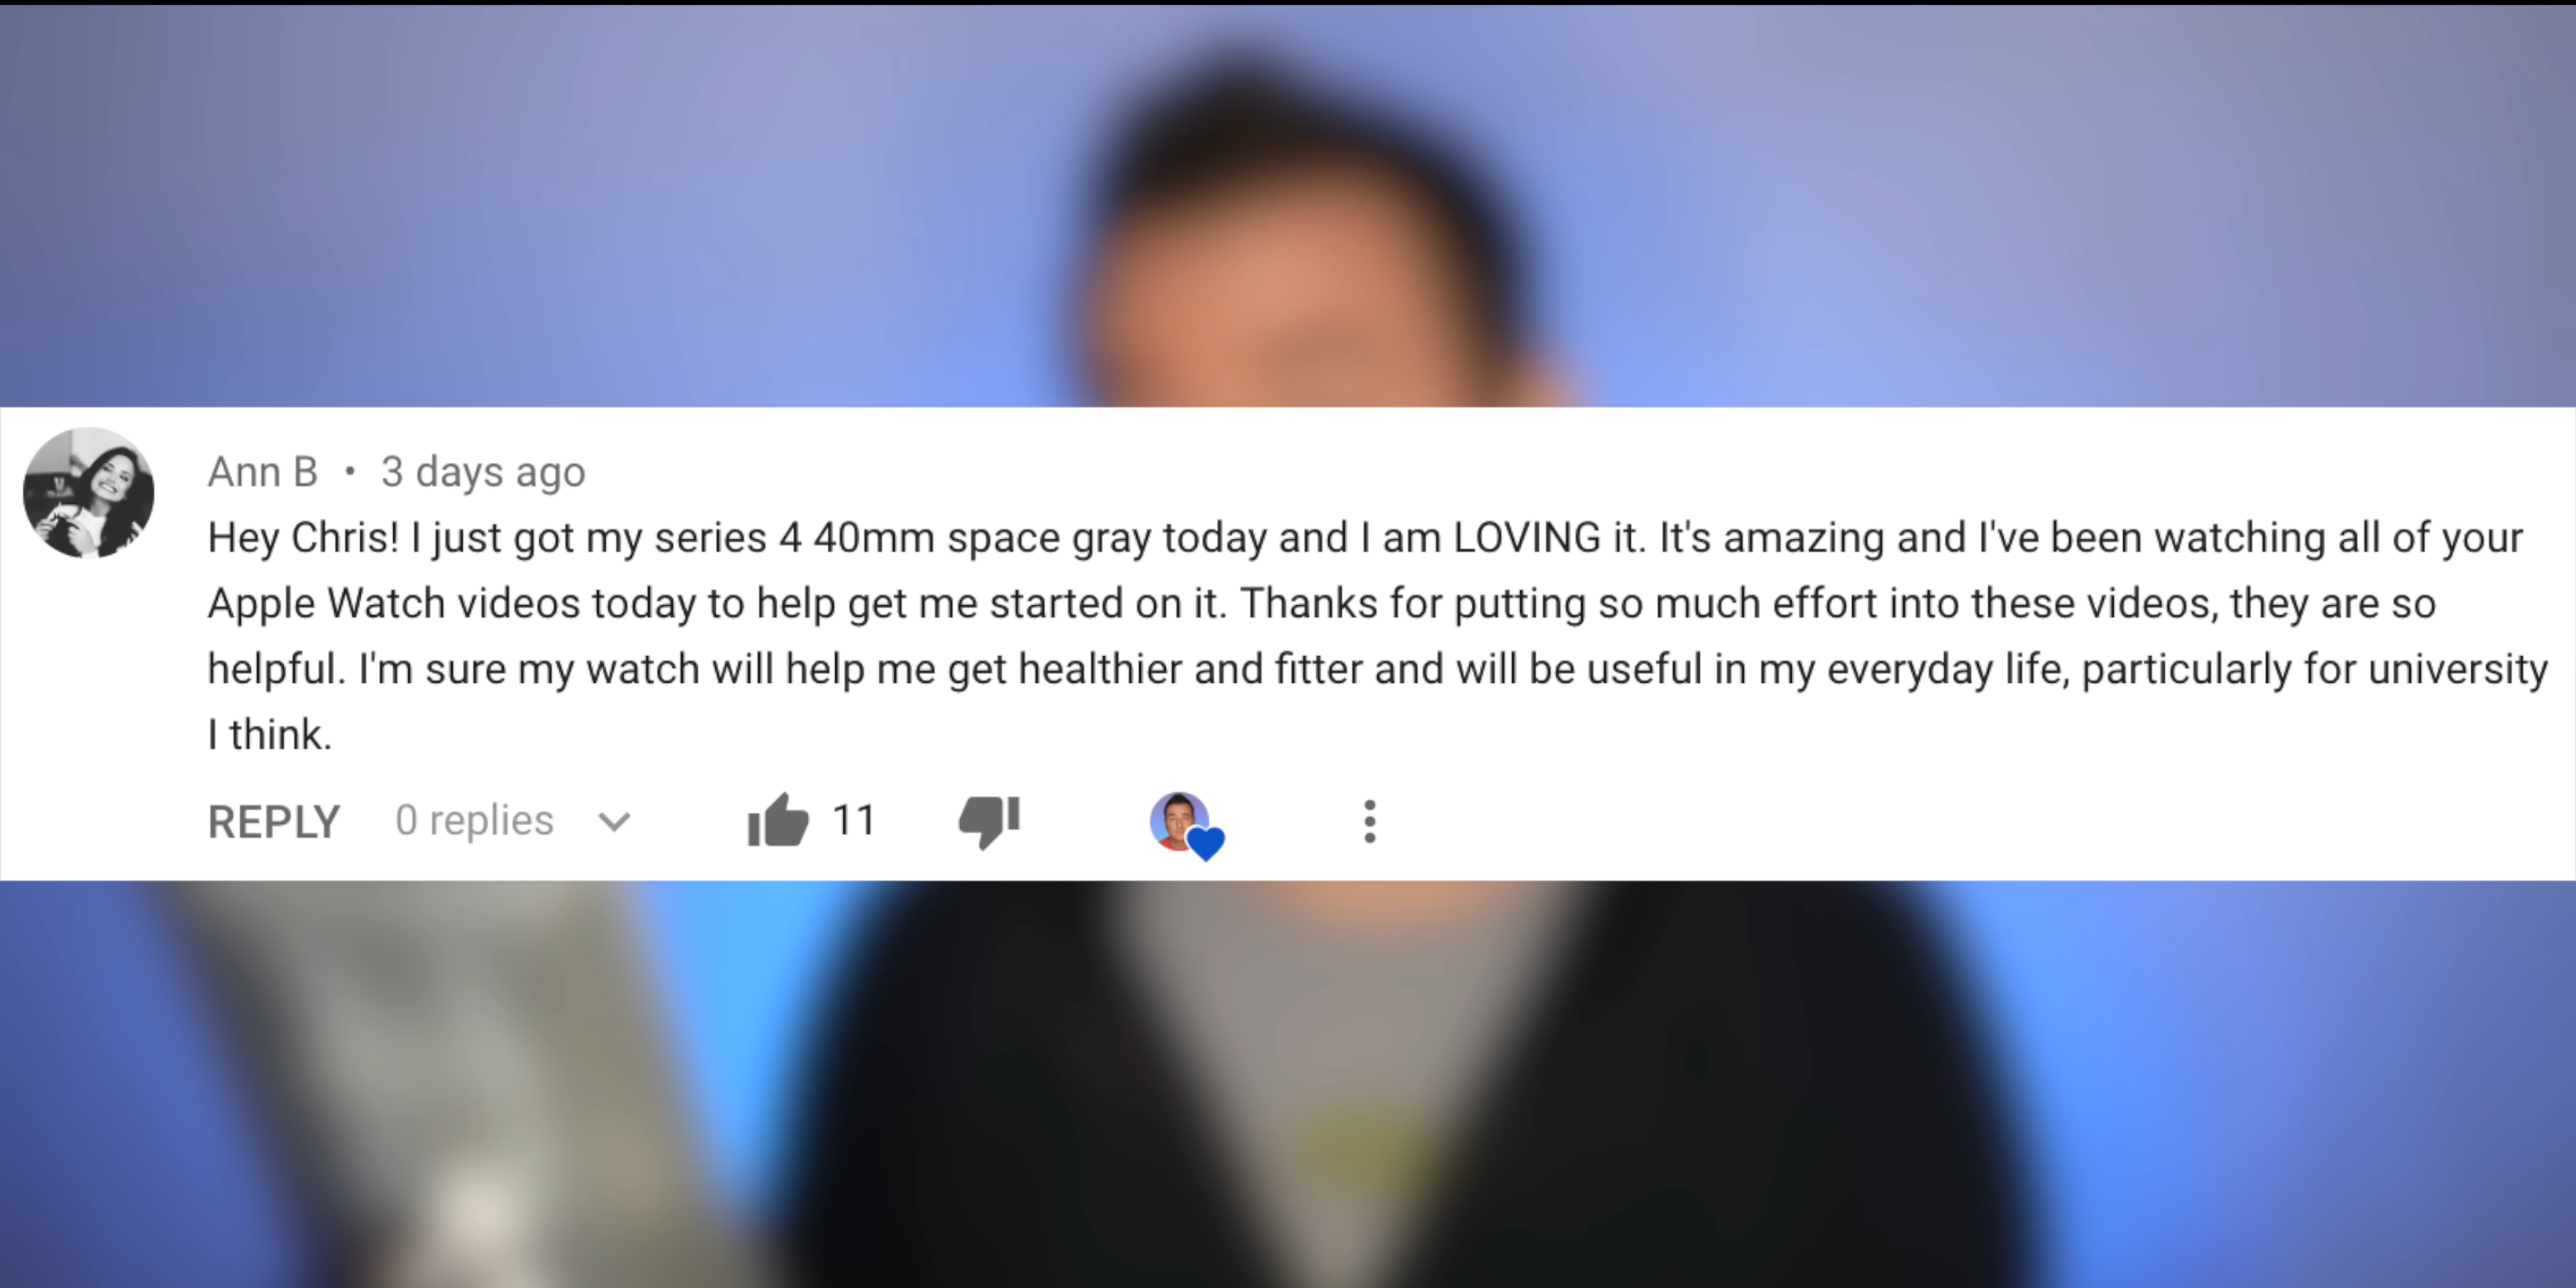 Ann B • 3 days ago
Hey Chris! I just got my series 4 40mm space gray today and I am LOVING it. It's amazing and I've been watching all of your
Apple Watch videos today to help get me started on it. Thanks for putting so much effort into these videos, they are so
helpful. I'm sure my watch will help me get healthier and fitter and will be useful in my everyday life, particularly for university
I think.
REPLY 0 replies 11